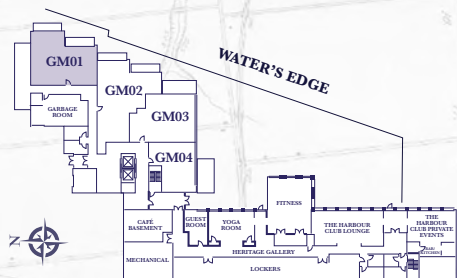 WATER'S EDGE
GM01
GM02
GARBAGE
ROOM
GM03
GM04
FITNESS
CAFÉ
BASEMENT
GUEST
ROOM
YOGA
ROOM
THE HARBOUR
CLUB LOUNGE
THE
HARBOUR
CLUB PRIVATE
EVENTS
HERITAGE GALLERY
MECHANICAL
LOCKERS
N